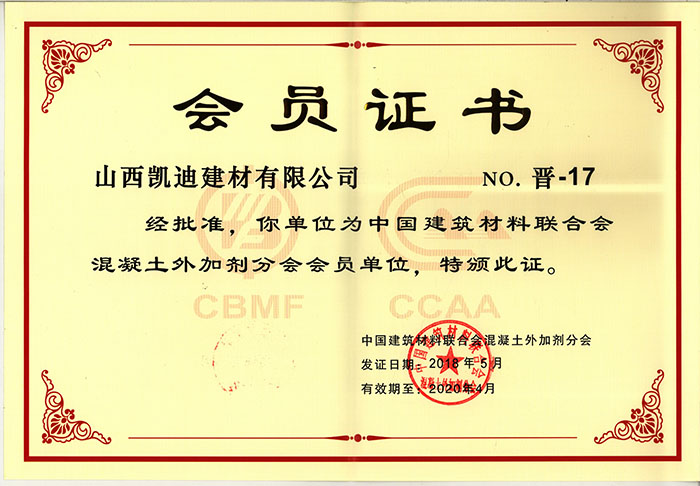 会员证书
山西凯迪建材有限公司 NO. 晋-17
经批准，你单位为中国建筑材料联合会
混凝土外加剂分会会员单位，特颁此证。
CBMF CCAA
中国建筑材料联合会混凝土外加剂分会
发证日期：2018年5月
有效期至：2020年4月